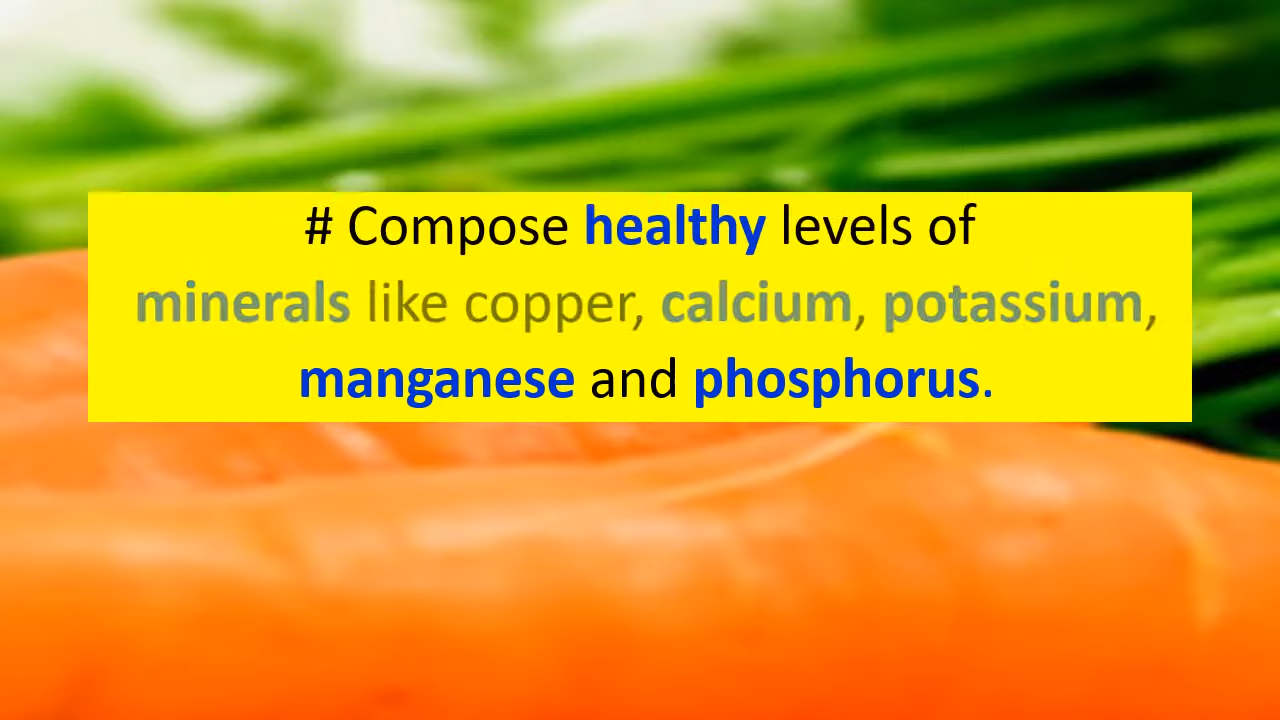 # Compose healthy levels of
minerals like copper, calcium, potassium,
manganese and phosphorus.